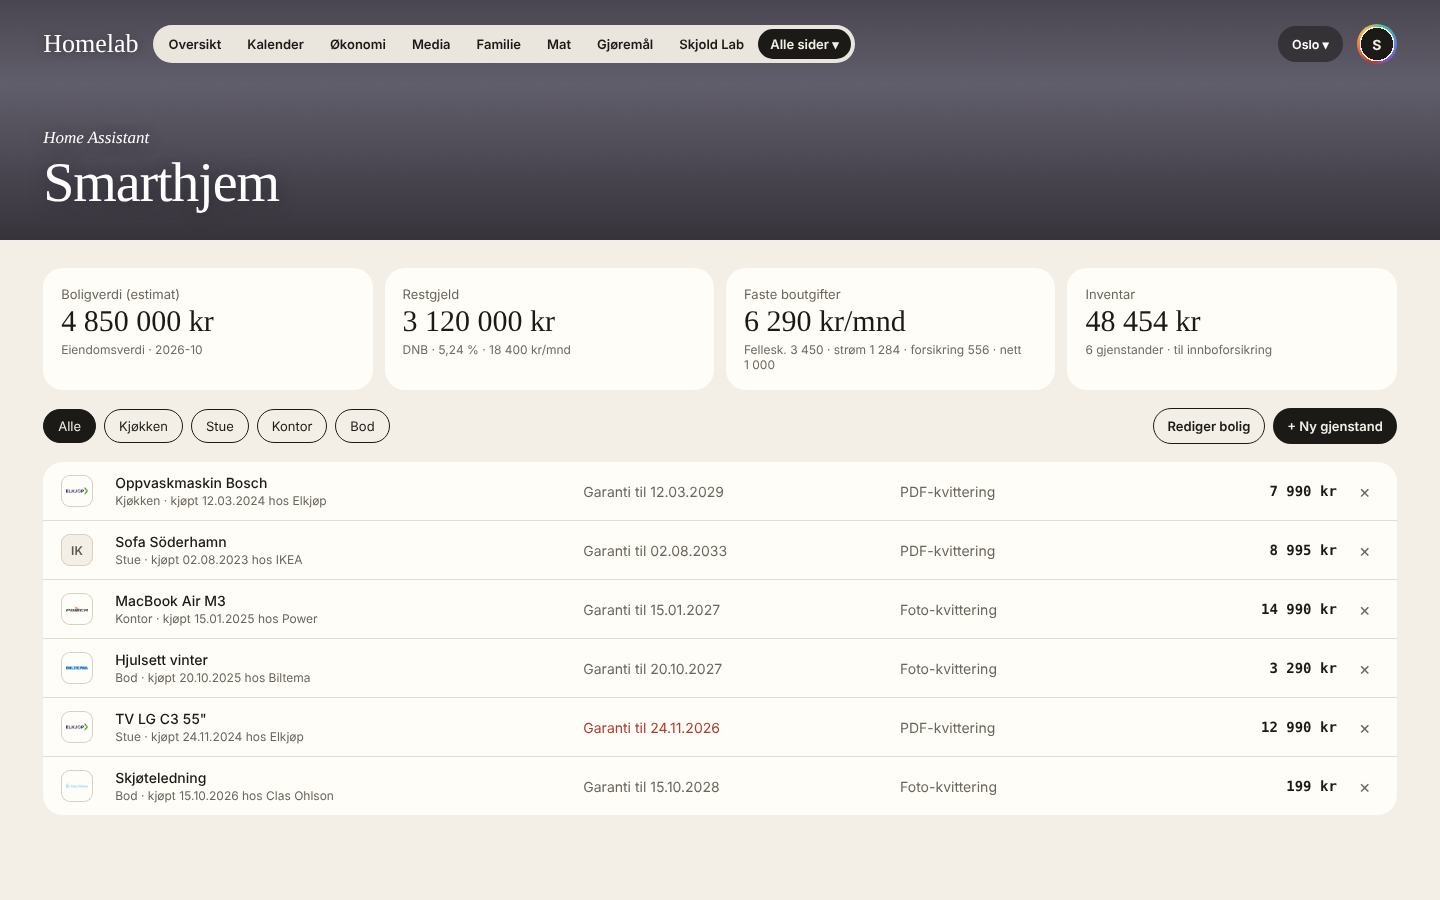 Homelab
Oversikt Kalender Økonomi Media Familie Mat Gjøremål Skjold Lab Alle sider ▾
Oslo ▾
S
Home Assistant
Smarthjem
Boligverdi (estimat)
4 850 000 kr
Eiendomsverdi · 2026-10
Restgjeld
3 120 000 kr
DNB · 5,24 % · 18 400 kr/mnd
Faste boutgifter
6 290 kr/mnd
Fellesk. 3 450 · strøm 1 284 · forsikring 556 · nett
1 000
Inventar
48 454 kr
6 gjenstander · til innboforsikring
Alle Kjøkken Stue Kontor Bod
Rediger bolig + Ny gjenstand
ELKJØP
Oppvaskmaskin Bosch
Kjøkken · kjøpt 12.03.2024 hos Elkjøp
Garanti til 12.03.2029
PDF-kvittering
7 990 kr ×
IK
Sofa Söderhamn
Stue · kjøpt 02.08.2023 hos IKEA
Garanti til 02.08.2033
PDF-kvittering
8 995 kr ×
POWER
MacBook Air M3
Kontor · kjøpt 15.01.2025 hos Power
Garanti til 15.01.2027
Foto-kvittering
14 990 kr ×
BILTEMA
Hjulsett vinter
Bod · kjøpt 20.10.2025 hos Biltema
Garanti til 20.10.2027
Foto-kvittering
3 290 kr ×
ELKJØP
TV LG C3 55"
Stue · kjøpt 24.11.2024 hos Elkjøp
Garanti til 24.11.2026
PDF-kvittering
12 990 kr ×
Skjøteledning
Bod · kjøpt 15.10.2026 hos Clas Ohlson
Garanti til 15.10.2028
Foto-kvittering
199 kr ×